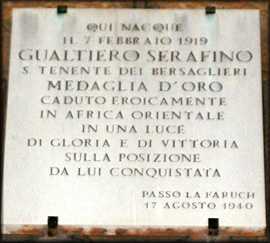 QUI NACQUE
IL 7 FEBBRAIO 1919
GUALTIERO SERAFINO
S. TENENTE DEI BERSAGLIERI
MEDAGLIA D'ORO
CADUTO EROICAMENTE
IN AFRICA ORIENTALE
IN UNA LUCE
DI GLORIA E DI VITTORIA
SULLA POSIZIONE
DA LUI CONQUISTATA
PASSO LA FARUCH
17 AGOSTO 1940